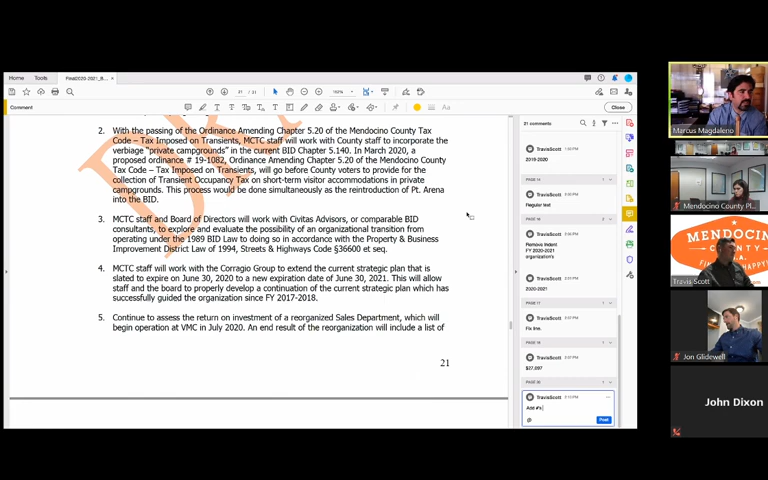 Home Tools Final2020-2021_B... ×
21 / 31
Comment
Close
Aa
2. With the passing of the Ordinance Amending Chapter 5.20 of the Mendocino County Tax
Code – Tax Imposed on Transients, MCTC staff will work with County staff to incorporate the
verbiage “private campgrounds” in the current BID Chapter 5.140. In March 2020, a
proposed ordinance # 19-1082, Ordinance Amending Chapter 5.20 of the Mendocino County
Tax Code – Tax Imposed on Transients, will go before County voters to provide for the
collection of Transient Occupancy Tax on short-term visitor accommodations in private
campgrounds. This process would be done simultaneously as the reintroduction of Pt. Arena
into the BID.
3. MCTC staff and Board of Directors will work with Civitas Advisors, or comparable BID
consultants, to explore and evaluate the possibility of an organizational transition from
operating under the 1989 BID Law to doing so in accordance with the Property & Business
Improvement District Law of 1994, Streets & Highways Code §36600 et seq.
4. MCTC staff will work with the Corragio Group to extend the current strategic plan that is
slated to expire on June 30, 2020 to a new expiration date of June 30, 2021. This will allow
staff and the board to properly develop a continuation of the current strategic plan which has
successfully guided the organization since FY 2017-2018.
5. Continue to assess the return on investment of a reorganized Sales Department, which will
begin operation at VMC in July 2020. An end result of the reorganization will include a list of
21
21 comments
TravisScott
2019-2020
TravisScott
Regular text
TravisScott
Remove indent
FY 2020-2021
organization's
TravisScott
2020-2021
PAGE 17
TravisScott
Fix line.
TravisScott
$27,097
PAGE 20
TravisScott
Add #'s
@ Post
Marcus Magdaleno
Mendocino County Pl...
MENDOCINO
COUNTY
Travis Scott
Jon Glidewell
John Dixon